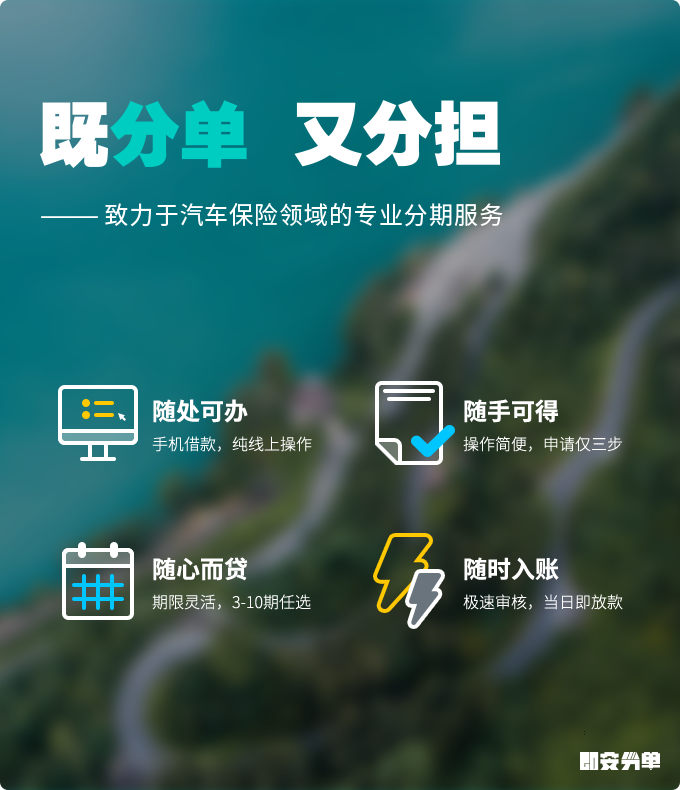 既分单 又分担
—— 致力于汽车保险领域的专业分期服务
随处可办
手机借款，纯线上操作
随手可得
操作简便，申请仅三步
随心而贷
期限灵活，3-10期任选
随时入账
极速审核，当日即放款
即安分单